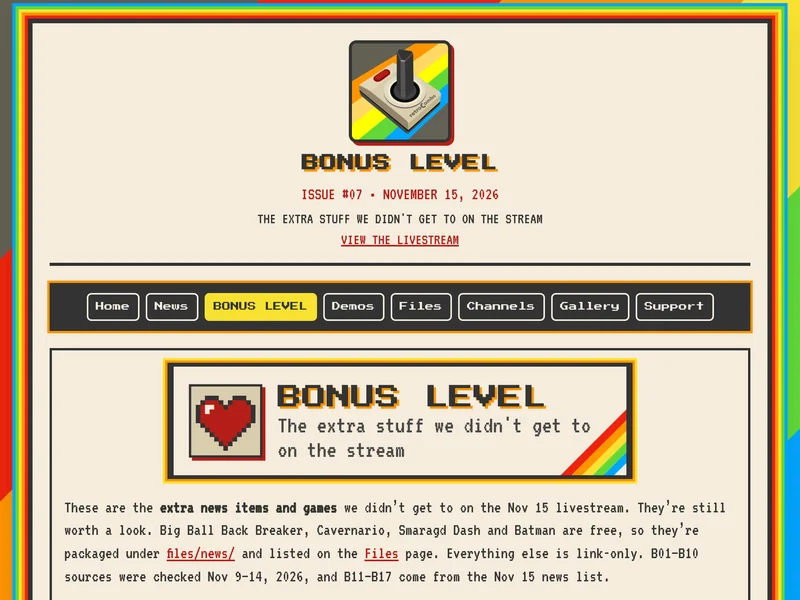 retroCombs
BONUS LEVEL
ISSUE #07 • NOVEMBER 15, 2026
THE EXTRA STUFF WE DIDN'T GET TO ON THE STREAM
VIEW THE LIVESTREAM
Home News BONUS LEVEL Demos Files Channels Gallery Support
BONUS LEVEL
The extra stuff we didn't get to
on the stream
These are the extra news items and games we didn’t get to on the Nov 15 livestream. They’re still
worth a look. Big Ball Back Breaker, Cavernario, Smaragd Dash and Batman are free, so they’re
packaged under files/news/ and listed on the Files page. Everything else is link-only. B01–B10
sources were checked Nov 9–14, 2026, and B11–B17 come from the Nov 15 news list.